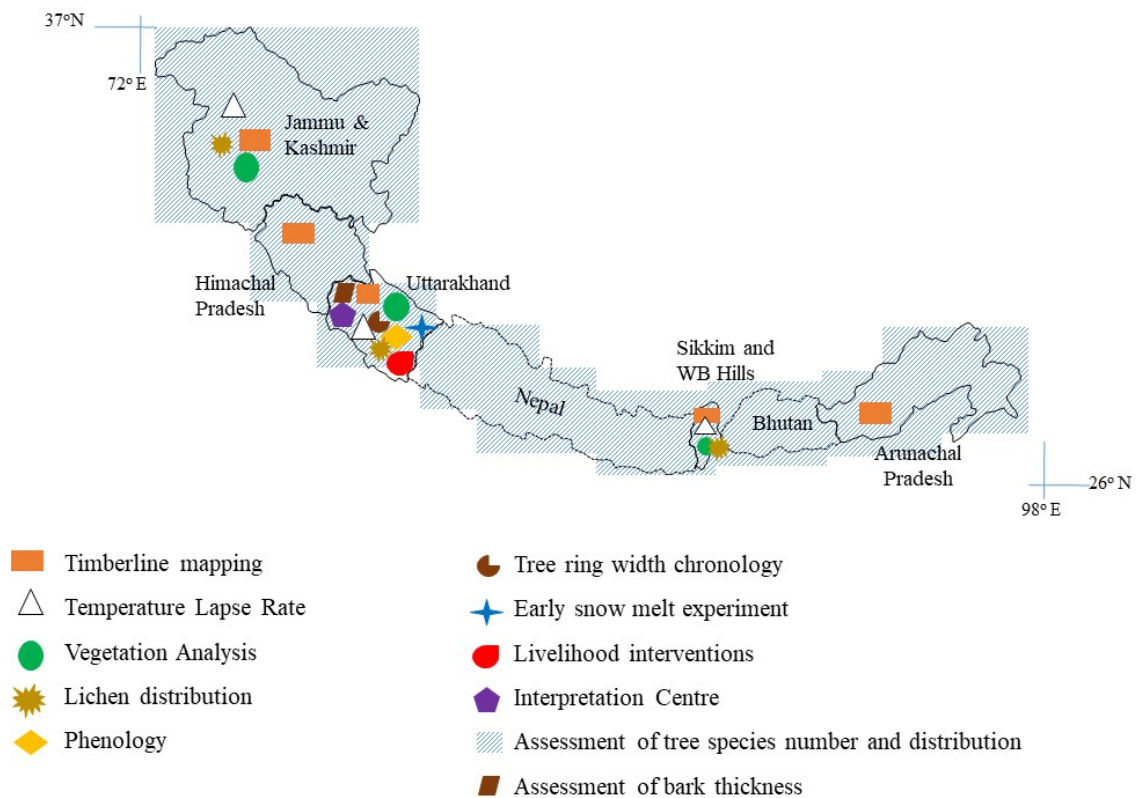 37°N
72° E
Jammu &
Kashmir
Himachal
Pradesh
Uttarakhand
Nepal
Sikkim and
WB Hills
Bhutan
Arunachal
Pradesh
26° N
98° E
Timberline mapping
Temperature Lapse Rate
Vegetation Analysis
Lichen distribution
Phenology
Tree ring width chronology
Early snow melt experiment
Livelihood interventions
Interpretation Centre
Assessment of tree species number and distribution
Assessment of bark thickness